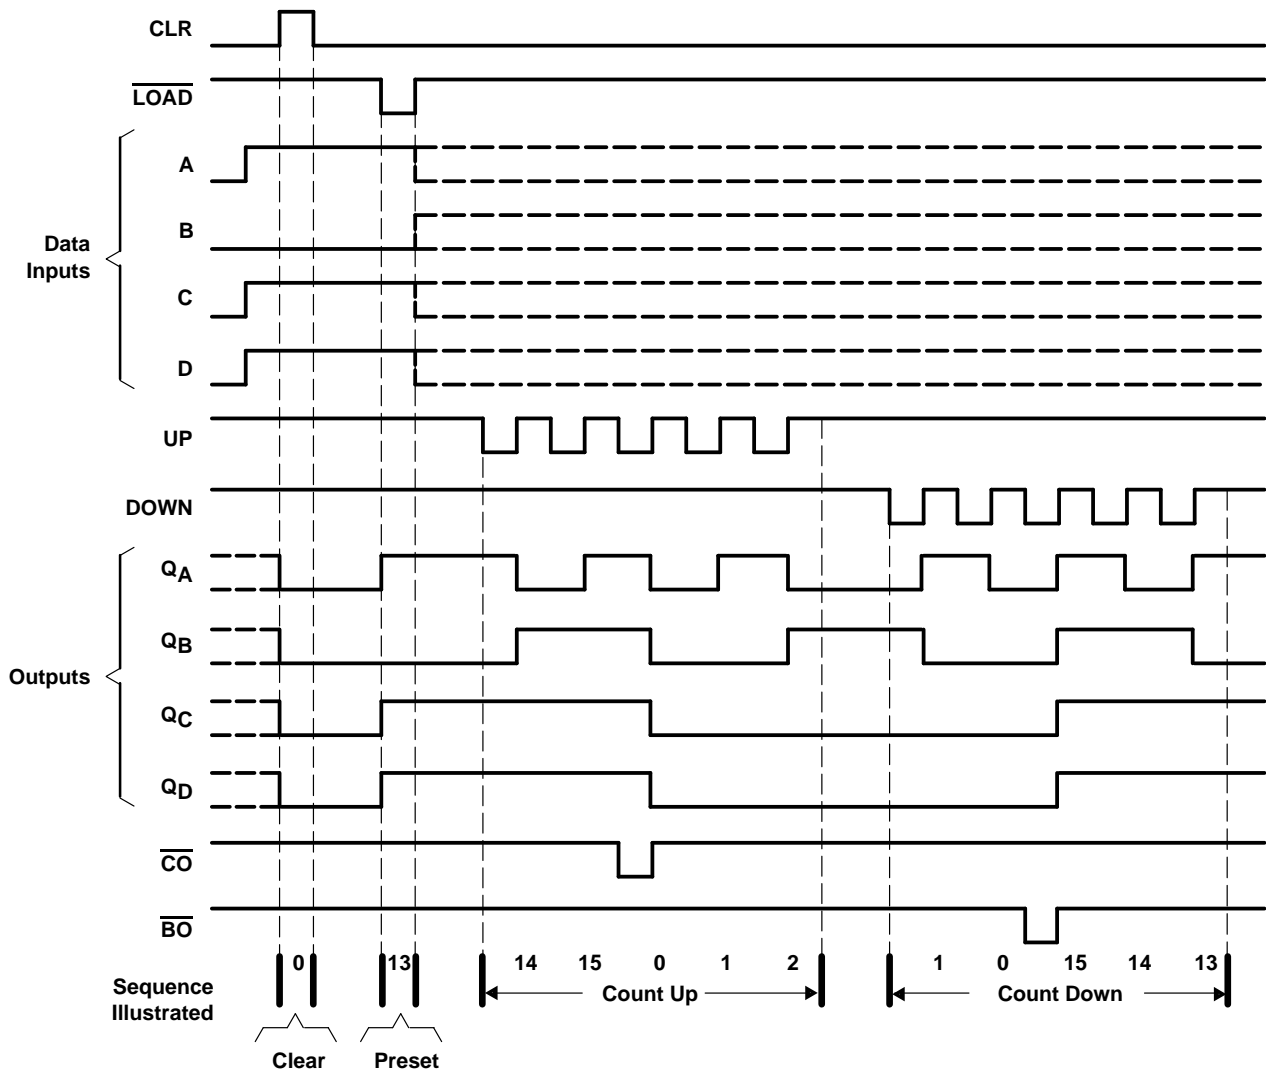 CLR
LOAD
A
B
Data
Inputs
C
D
UP
DOWN
QA
QB
Outputs
QC
QD
CO
BO
0 13 14 15 0 1 2 1 0 15 14 13
Sequence
Illustrated
Count Up Count Down
Clear Preset